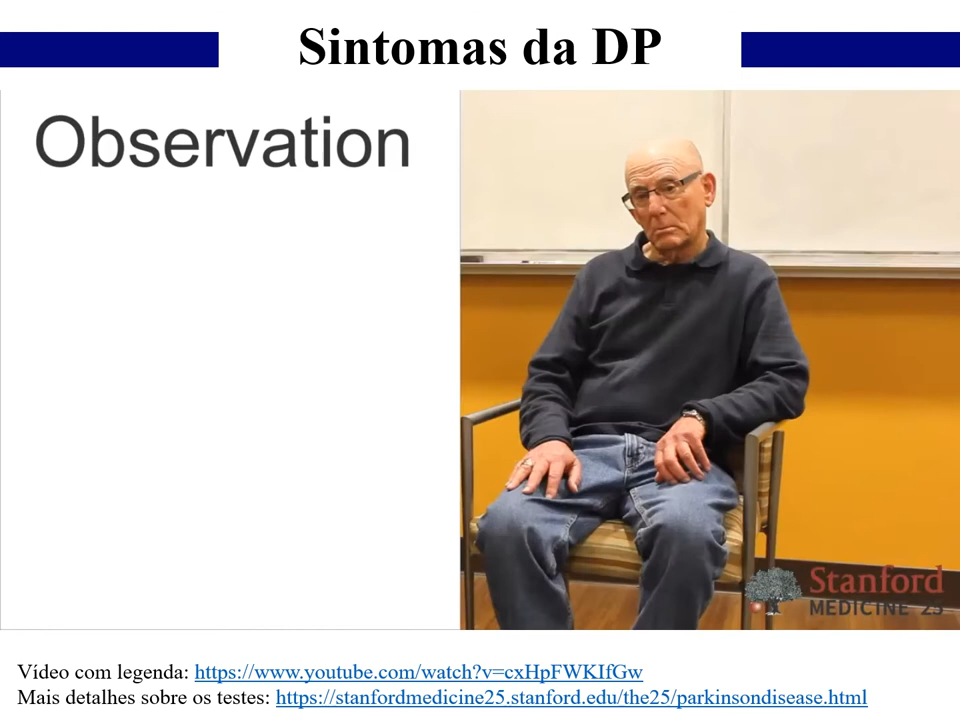 Sintomas da DP
Observation
Stanford
MEDICINE 25
Vídeo com legenda: https://www.youtube.com/watch?v=cxHpFWKIfGw
Mais detalhes sobre os testes: https://stanfordmedicine25.stanford.edu/the25/parkinsondisease.html